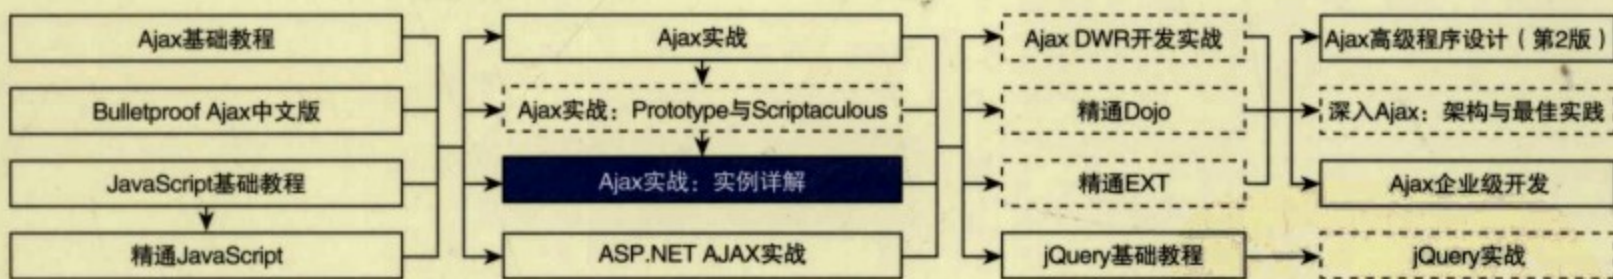 Ajax基础教程
Bulletproof Ajax中文版
JavaScript基础教程
精通JavaScript
Ajax实战
Ajax实战：Prototype与Scriptaculous
Ajax实战：实例详解
ASP.NET AJAX实战
Ajax DWR开发实战
精通Dojo
精通EXT
jQuery基础教程
Ajax高级程序设计（第2版）
深入Ajax：架构与最佳实践
Ajax企业级开发
jQuery实战